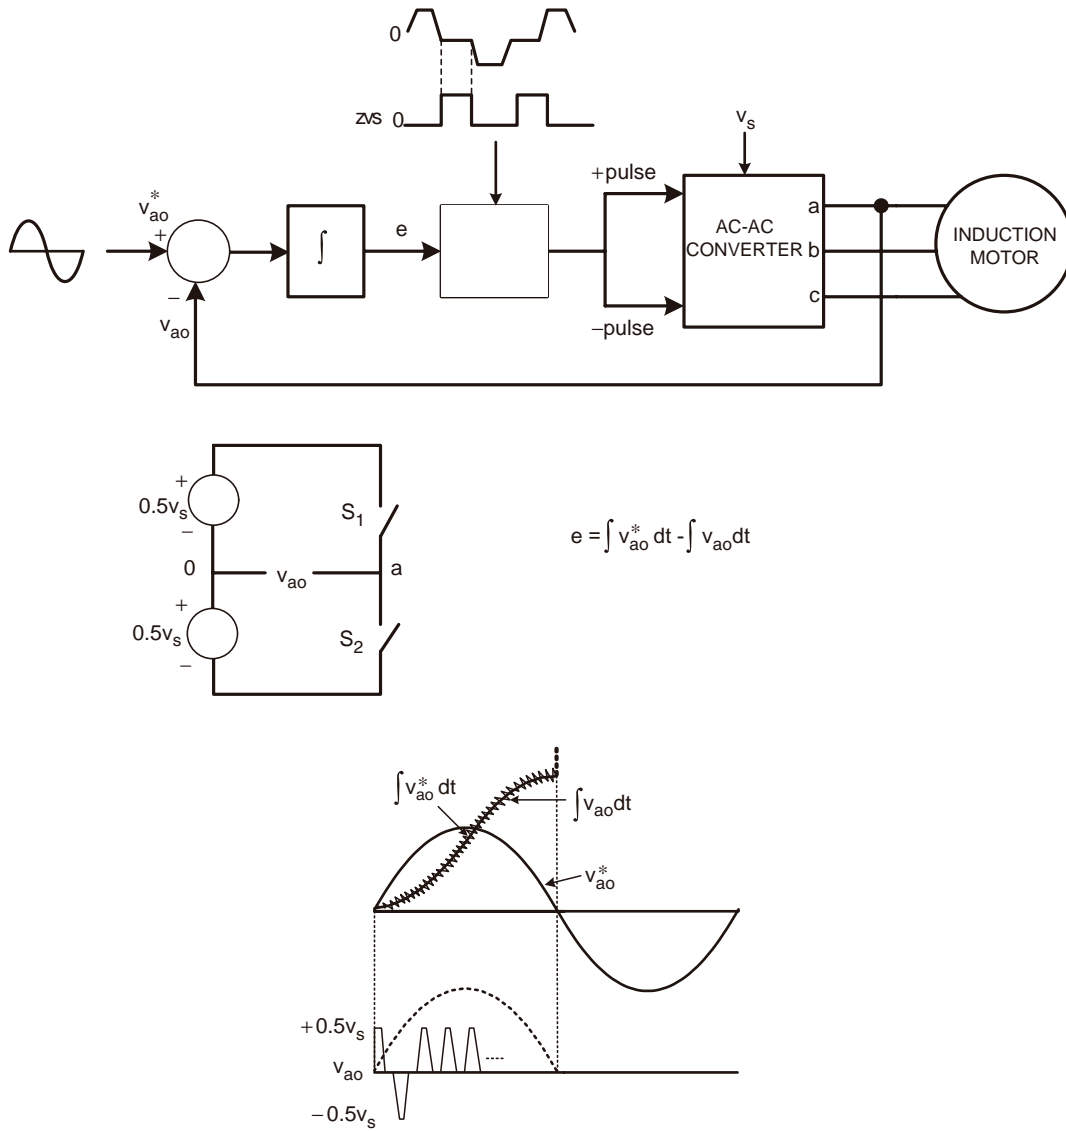 0
zvs 0
v_s
+pulse
v*_ao
+
∫
e
a
AC-AC
CONVERTER
b
INDUCTION
MOTOR
−
c
v_ao
−pulse
+
0.5v_s
−
S_1
e = ∫ v*_ao dt - ∫ v_ao dt
0
v_ao
a
+
0.5v_s
−
S_2
∫ v*_ao dt
∫ v_ao dt
v*_ao
+0.5v_s
v_ao
−0.5v_s